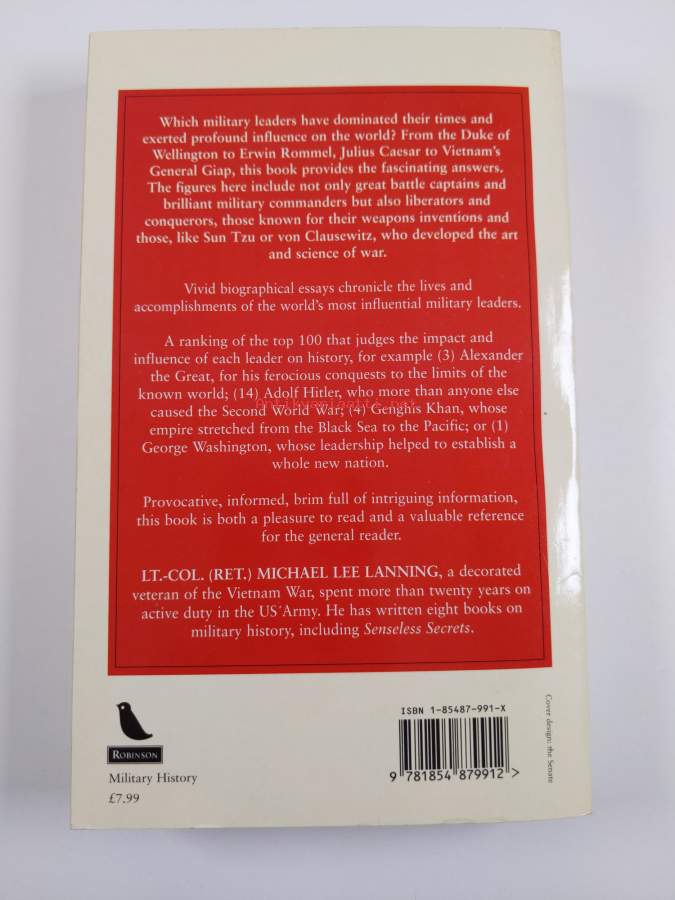 Which military leaders have dominated their times and
exerted profound influence on the world? From the Duke of
Wellington to Erwin Rommel, Julius Caesar to Vietnam's
General Giap, this book provides the fascinating answers.
The figures here include not only great battle captains and
brilliant military commanders but also liberators and
conquerors, those known for their weapons inventions and
those, like Sun Tzu or von Clausewitz, who developed the art
and science of war.
Vivid biographical essays chronicle the lives and
accomplishments of the world's most influential military leaders.
A ranking of the top 100 that judges the impact and
influence of each leader on history, for example (3) Alexander
the Great, for his ferocious conquests to the limits of the
known world; (14) Adolf Hitler, who more than anyone else
caused the Second World War; (4) Genghis Khan, whose
empire stretched from the Black Sea to the Pacific; or (1)
George Washington, whose leadership helped to establish a
whole new nation.
Provocative, informed, brim full of intriguing information,
this book is both a pleasure to read and a valuable reference
for the general reader.
LT.-COL. (RET.) MICHAEL LEE LANNING, a decorated
veteran of the Vietnam War, spent more than twenty years on
active duty in the US Army. He has written eight books on
military history, including Senseless Secrets.
ROBINSON
Military History
£7.99
ISBN 1-85487-991-X
9 781854 879912 >
Cover design: the Senate